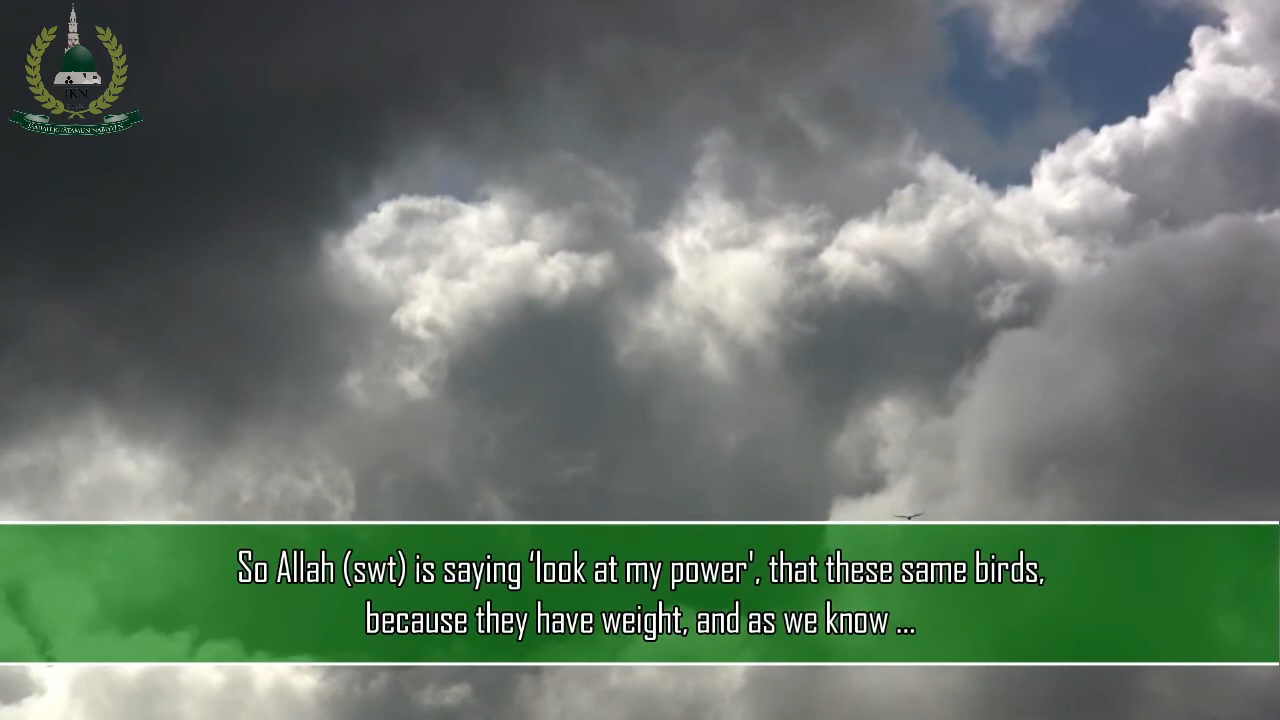 JKN
So Allah (swt) is saying ‘look at my power', that these same birds,
because they have weight, and as we know ...